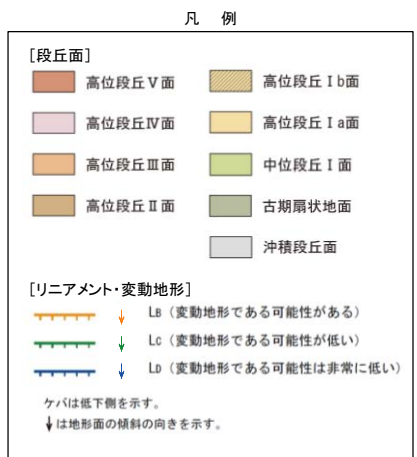 凡 例
[段丘面]
高位段丘Ⅴ面
高位段丘Ⅳ面
高位段丘Ⅲ面
高位段丘Ⅱ面
高位段丘Ⅰb面
高位段丘Ⅰa面
中位段丘Ⅰ面
古期扇状地面
沖積段丘面
[リニアメント・変動地形]
LB（変動地形である可能性がある）
LC（変動地形である可能性が低い）
LD（変動地形である可能性は非常に低い）
ケバは低下側を示す。
↓は地形面の傾斜の向きを示す。